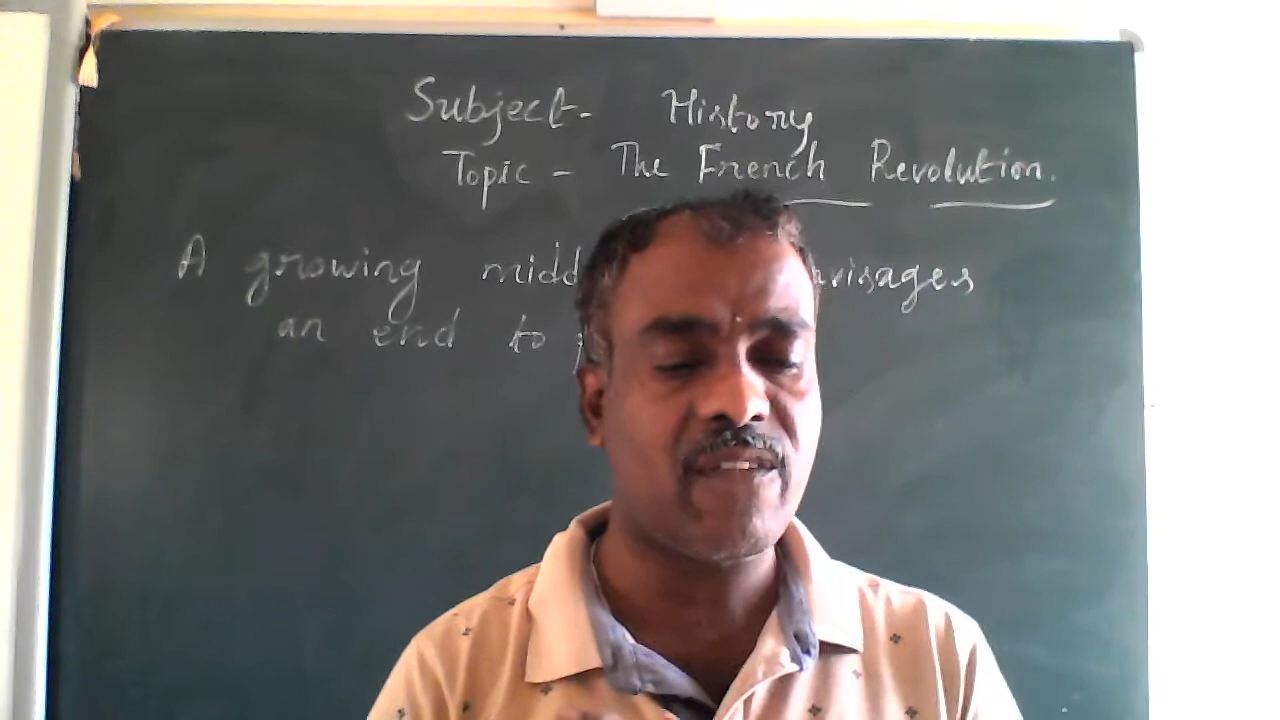 Subject- History
Topic - The French Revolution.
A growing midd envisages
an end to